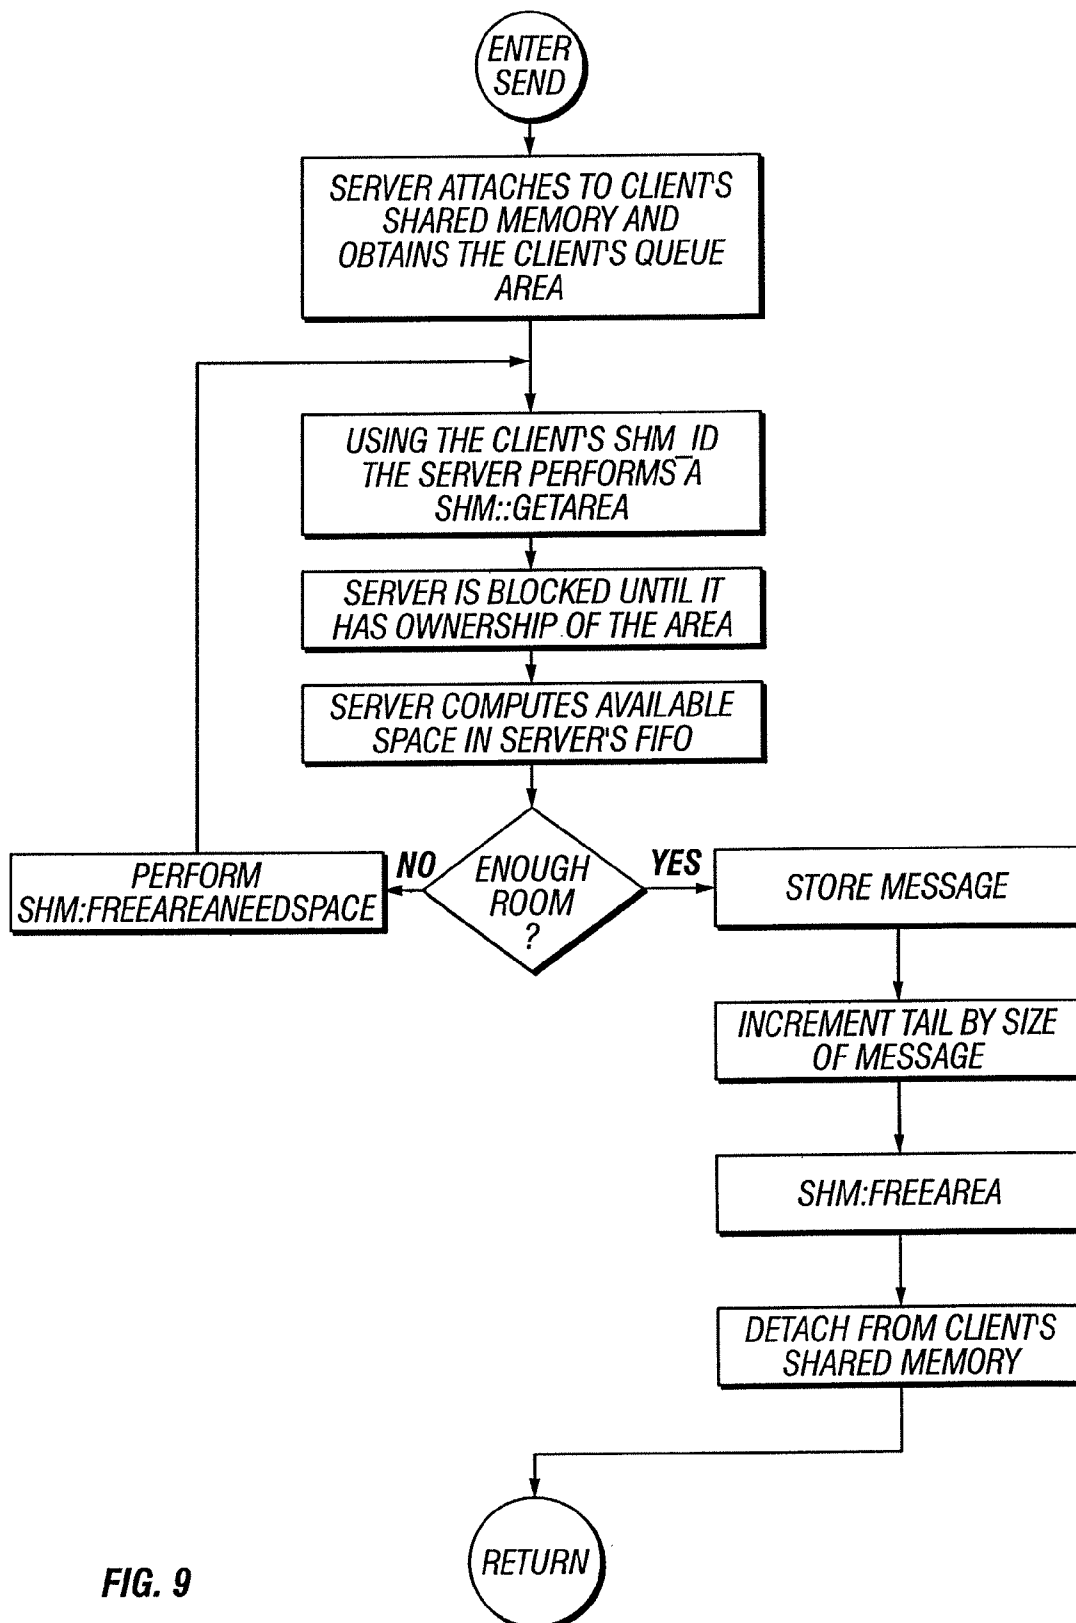 ENTER
SEND
SERVER ATTACHES TO CLIENT'S
SHARED MEMORY AND
OBTAINS THE CLIENT'S QUEUE
AREA
USING THE CLIENT'S SHM_ID
THE SERVER PERFORMS A
SHM::GETAREA
SERVER IS BLOCKED UNTIL IT
HAS OWNERSHIP OF THE AREA
SERVER COMPUTES AVAILABLE
SPACE IN SERVER'S FIFO
ENOUGH
ROOM
?
NO
PERFORM
SHM:FREEAREANEEDSPACE
YES
STORE MESSAGE
INCREMENT TAIL BY SIZE
OF MESSAGE
SHM:FREEAREA
DETACH FROM CLIENT'S
SHARED MEMORY
RETURN
FIG. 9